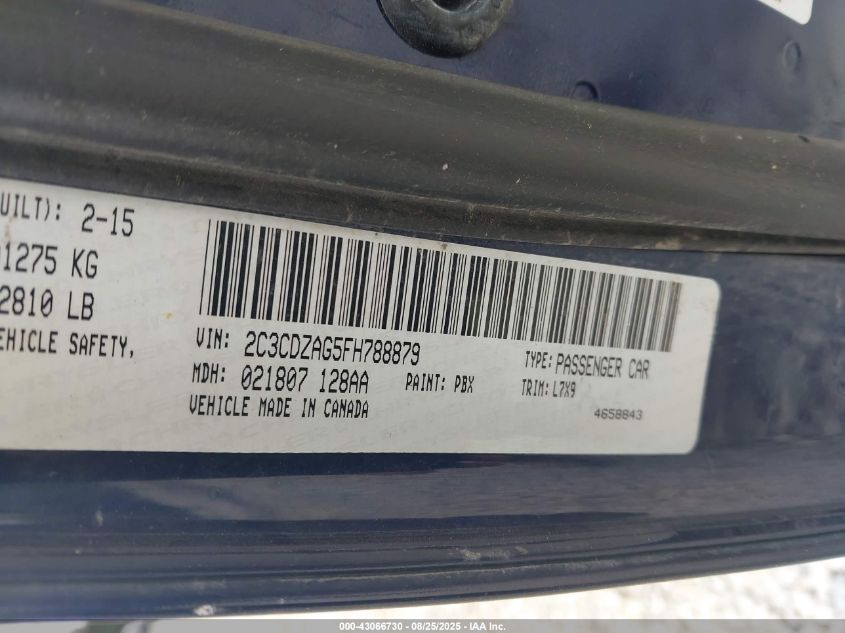 UILT): 2-15
1275 KG
2810 LB
EHICLE SAFETY,
VIN: 2C3CDZAG5FH788879
TYPE: PASSENGER CAR
MDH: 021807 128AA PAINT: PBX TRIM: L7X9
VEHICLE MADE IN CANADA
4658843
000-43066730 - 08/25/2025 - IAA Inc.